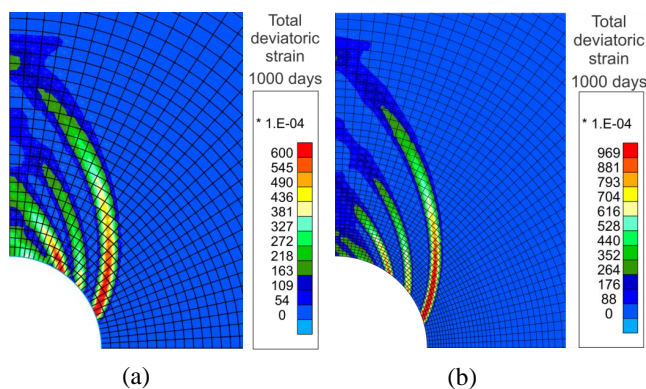 Total
deviatoric
strain
1000 days
* 1.E-04
600
545
490
436
381
327
272
218
163
109
54
0
(a)
Total
deviatoric
strain
1000 days
* 1.E-04
969
881
793
704
616
528
440
352
264
176
88
0
(b)